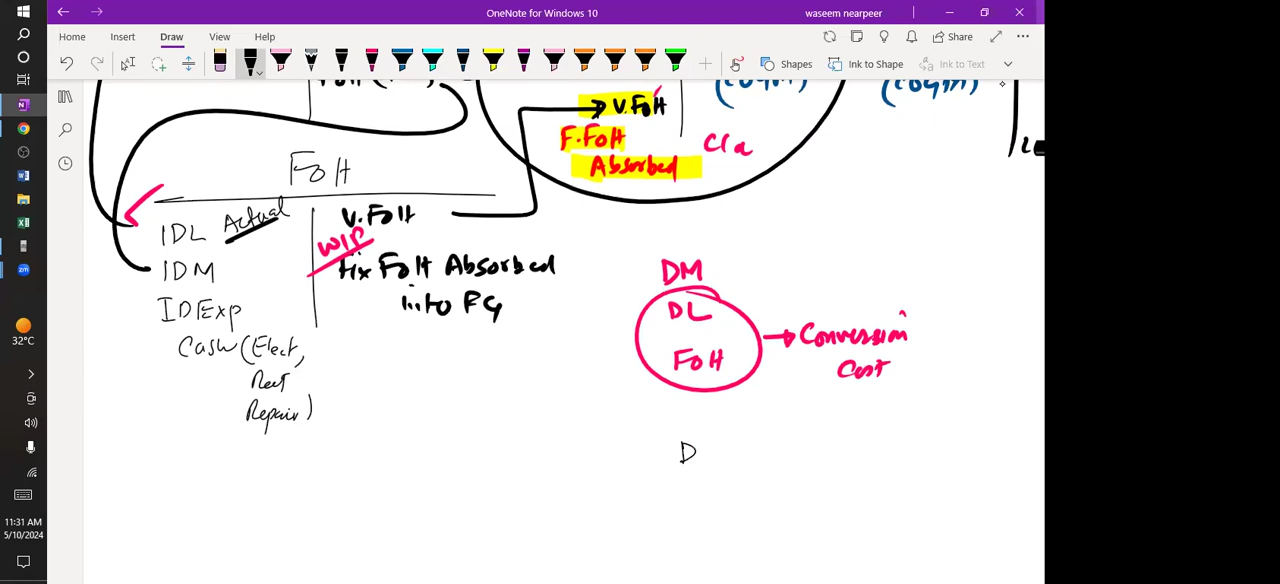 OneNote for Windows 10
waseem nearpeer
Home Insert Draw View Help
Share
Shapes
Ink to Shape
Ink to Text
V.FOH
F.FOH
Absorbed
Cla
FOH
IDL Actual
V.FOH
WIP
IDM
Fix FOH Absorbed
into FG
IDExp
Cash (Elect,
Rent
Repair)
DM
DL
FOH
Conversion
Cost
D
32°C
11:31 AM
5/10/2024